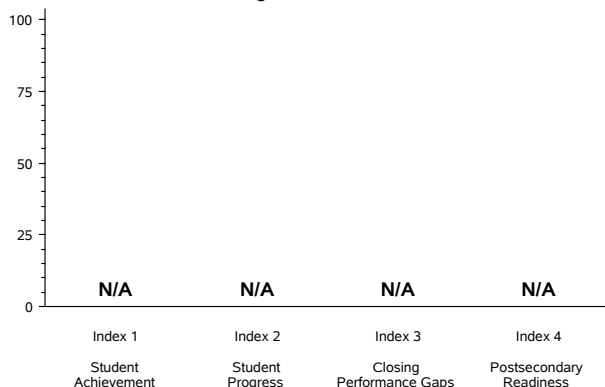 100
75
50
25
0
N/A N/A N/A N/A
Index 1 Index 2 Index 3 Index 4
Student Student Closing Postsecondary
Achievement Progress Performance Gaps Readiness